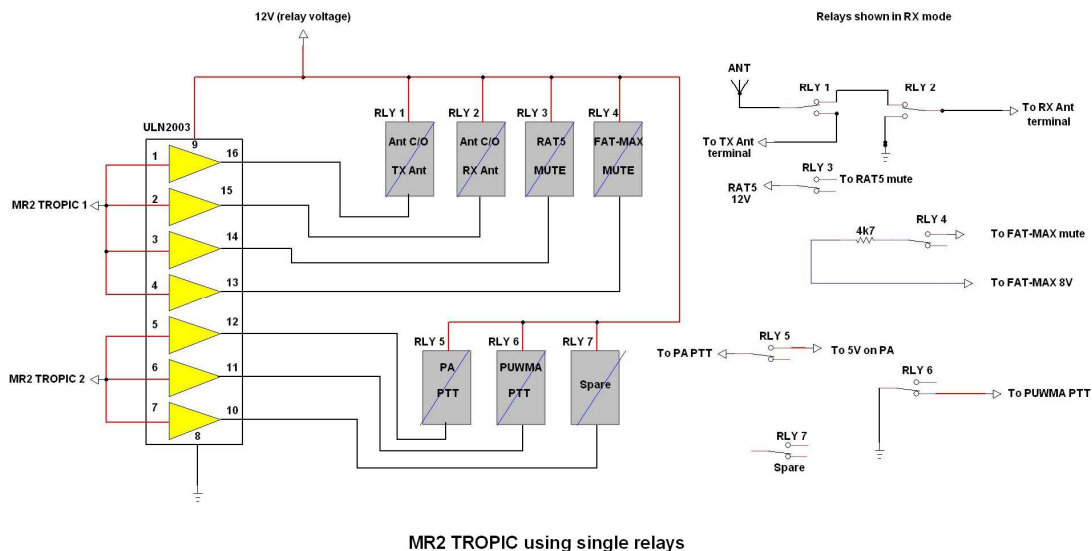 12V (relay voltage)
Relays shown in RX mode
ULN2003
9
1
16
2
15
3
14
4
13
5
12
6
11
7
10
8
MR2 TROPIC 1
MR2 TROPIC 2
RLY 1
RLY 2
RLY 3
RLY 4
Ant C/O
TX Ant
Ant C/O
RX Ant
RAT5
MUTE
FAT-MAX
MUTE
RLY 5
RLY 6
RLY 7
PA
PTT
PUWMA
PTT
Spare
ANT
RLY 1
RLY 2
To RX Ant
terminal
To TX Ant
terminal
RLY 3
To RAT5 mute
RAT5
12V
RLY 4
4k7
To FAT-MAX mute
To FAT-MAX 8V
RLY 5
To PA PTT
To 5V on PA
RLY 6
To PUWMA PTT
RLY 7
Spare
MR2 TROPIC using single relays